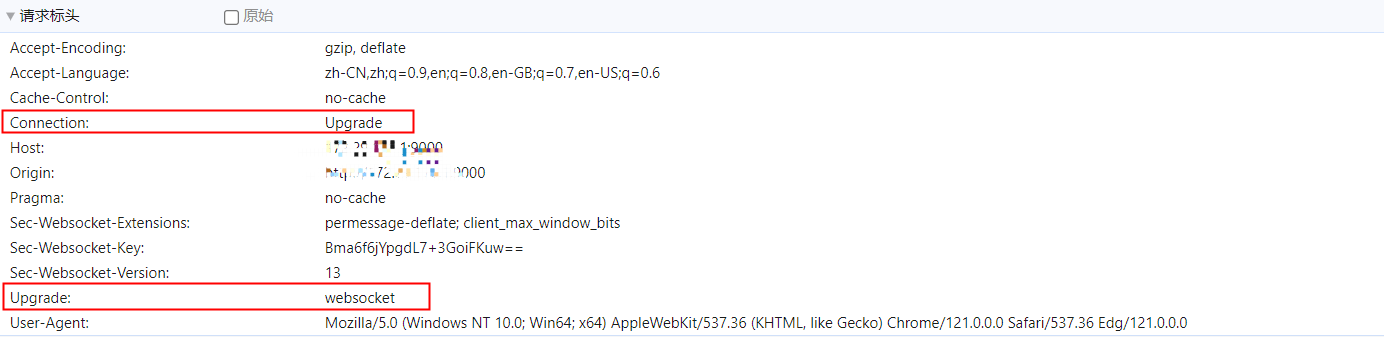 请求标头 原始
Accept-Encoding: gzip, deflate
Accept-Language: zh-CN,zh;q=0.9,en;q=0.8,en-GB;q=0.7,en-US;q=0.6
Cache-Control: no-cache
Connection: Upgrade
Host: :9000
Origin: 9000
Pragma: no-cache
Sec-Websocket-Extensions: permessage-deflate; client_max_window_bits
Sec-Websocket-Key: Bma6f6jYpgdL7+3GoiFKuw==
Sec-Websocket-Version: 13
Upgrade: websocket
User-Agent: Mozilla/5.0 (Windows NT 10.0; Win64; x64) AppleWebKit/537.36 (KHTML, like Gecko) Chrome/121.0.0.0 Safari/537.36 Edg/121.0.0.0